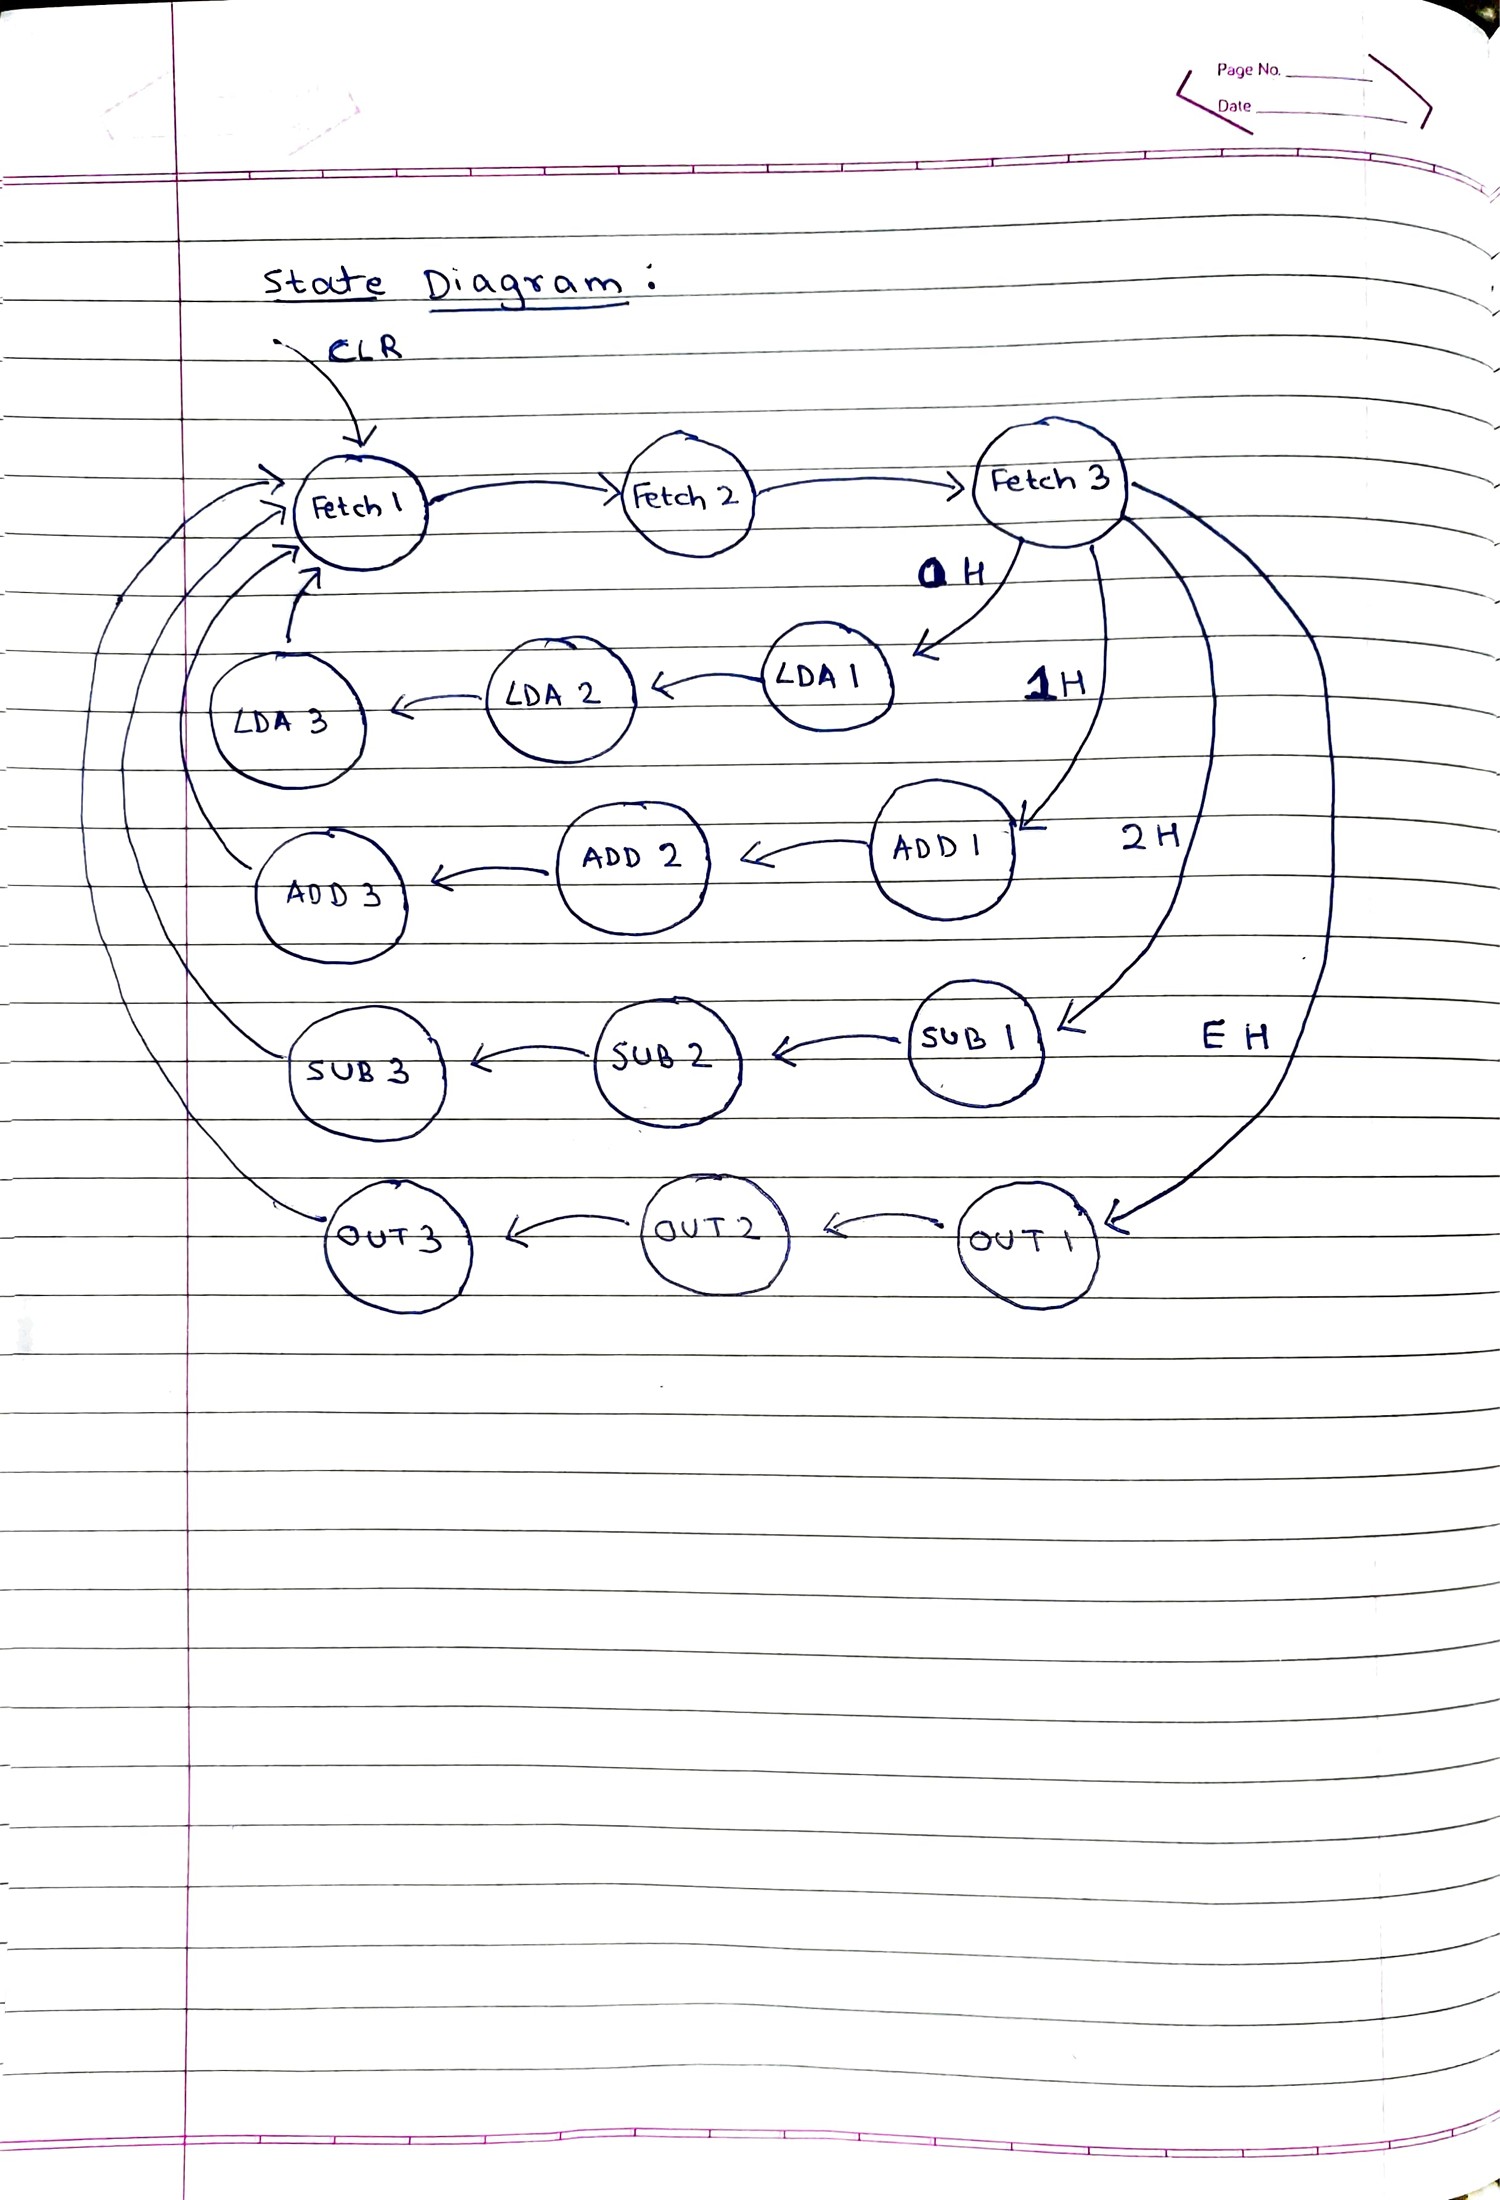 Page No.
Date
State Diagram :
CLR
Fetch 1 Fetch 2 Fetch 3
0 H
LDA 3 LDA 2 LDA 1 1H
ADD 3 ADD 2 ADD 1 2 H
SUB 3 SUB 2 SUB 1 E H
OUT 3 OUT 2 OUT 1